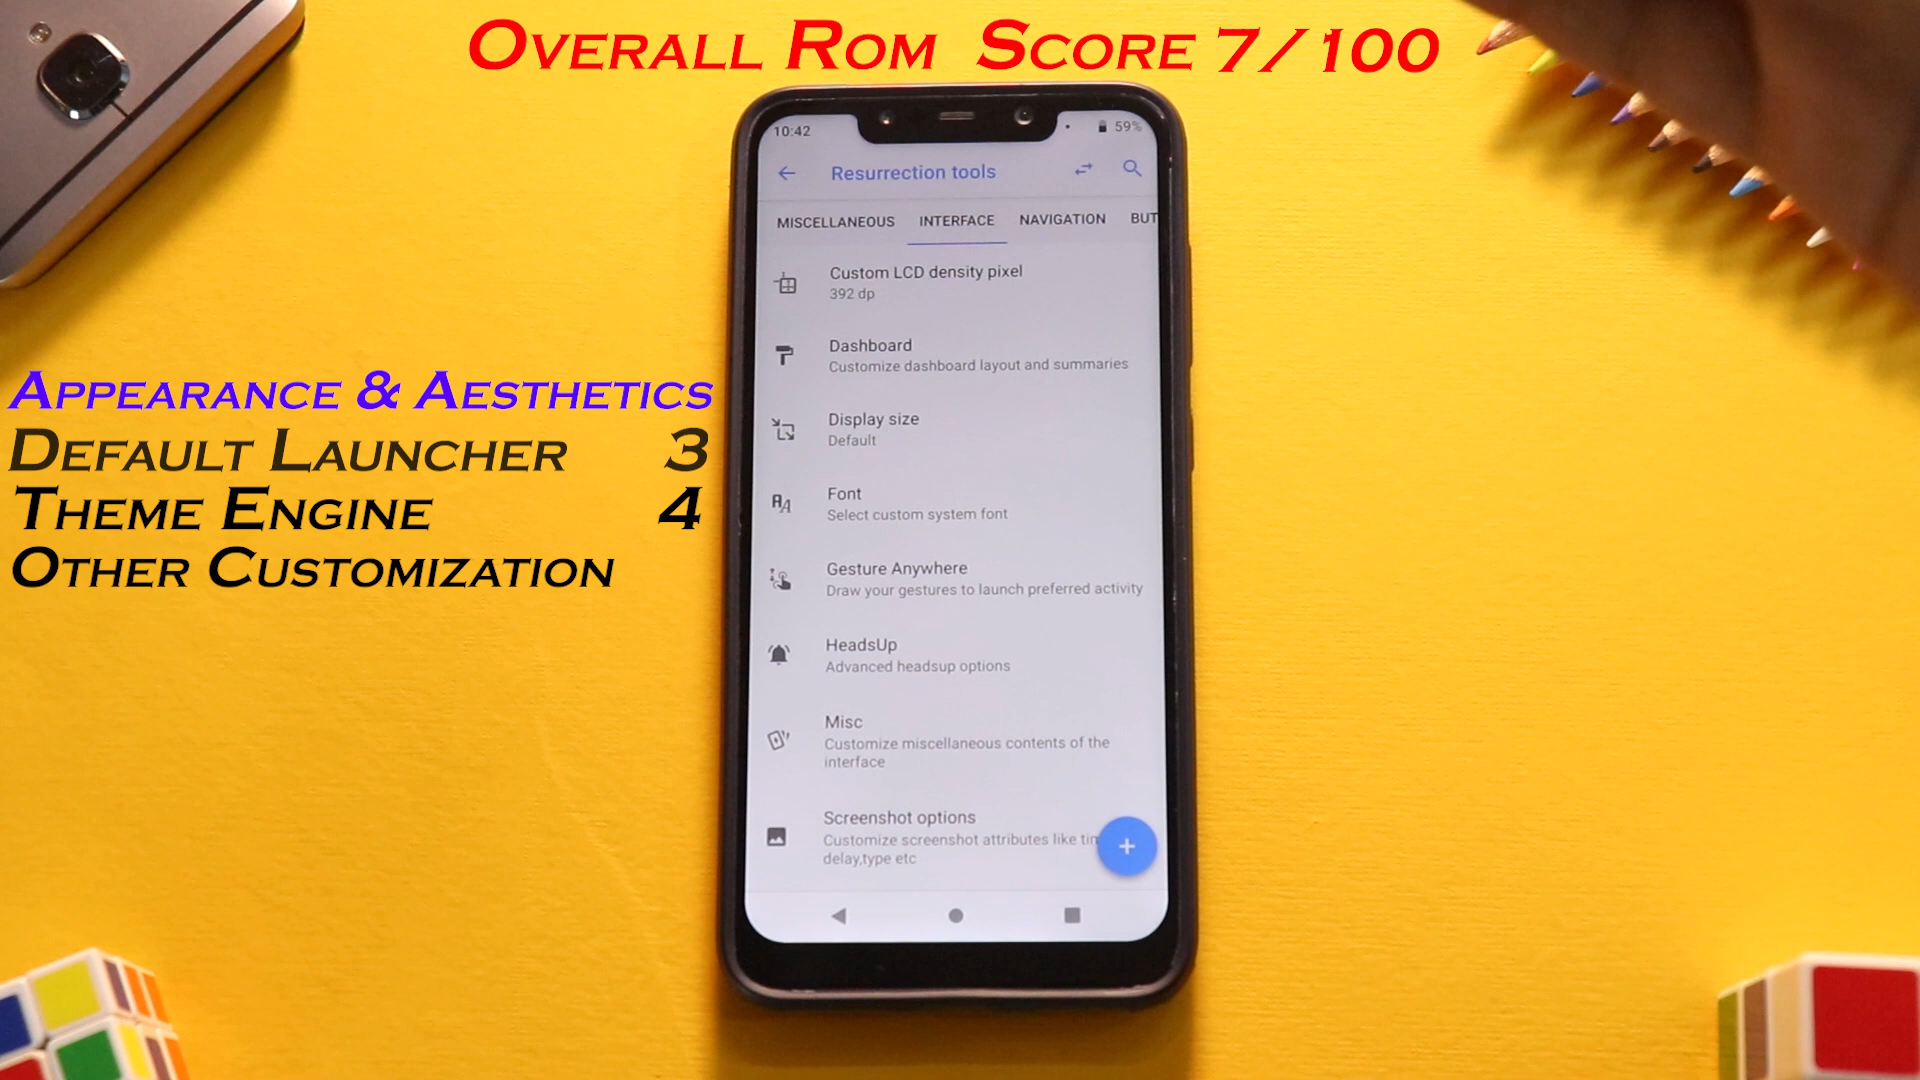 OVERALL ROM SCORE 7/100
10:42
59%
Resurrection tools
MISCELLANEOUS INTERFACE NAVIGATION BUT
Custom LCD density pixel
392 dp
Dashboard
Customize dashboard layout and summaries
Display size
Default
Font
Select custom system font
Gesture Anywhere
Draw your gestures to launch preferred activity
HeadsUp
Advanced headsup options
Misc
Customize miscellaneous contents of the
interface
Screenshot options
Customize screenshot attributes like
delay,type etc
APPEARANCE & AESTHETICS
DEFAULT LAUNCHER 3
THEME ENGINE 4
OTHER CUSTOMIZATION